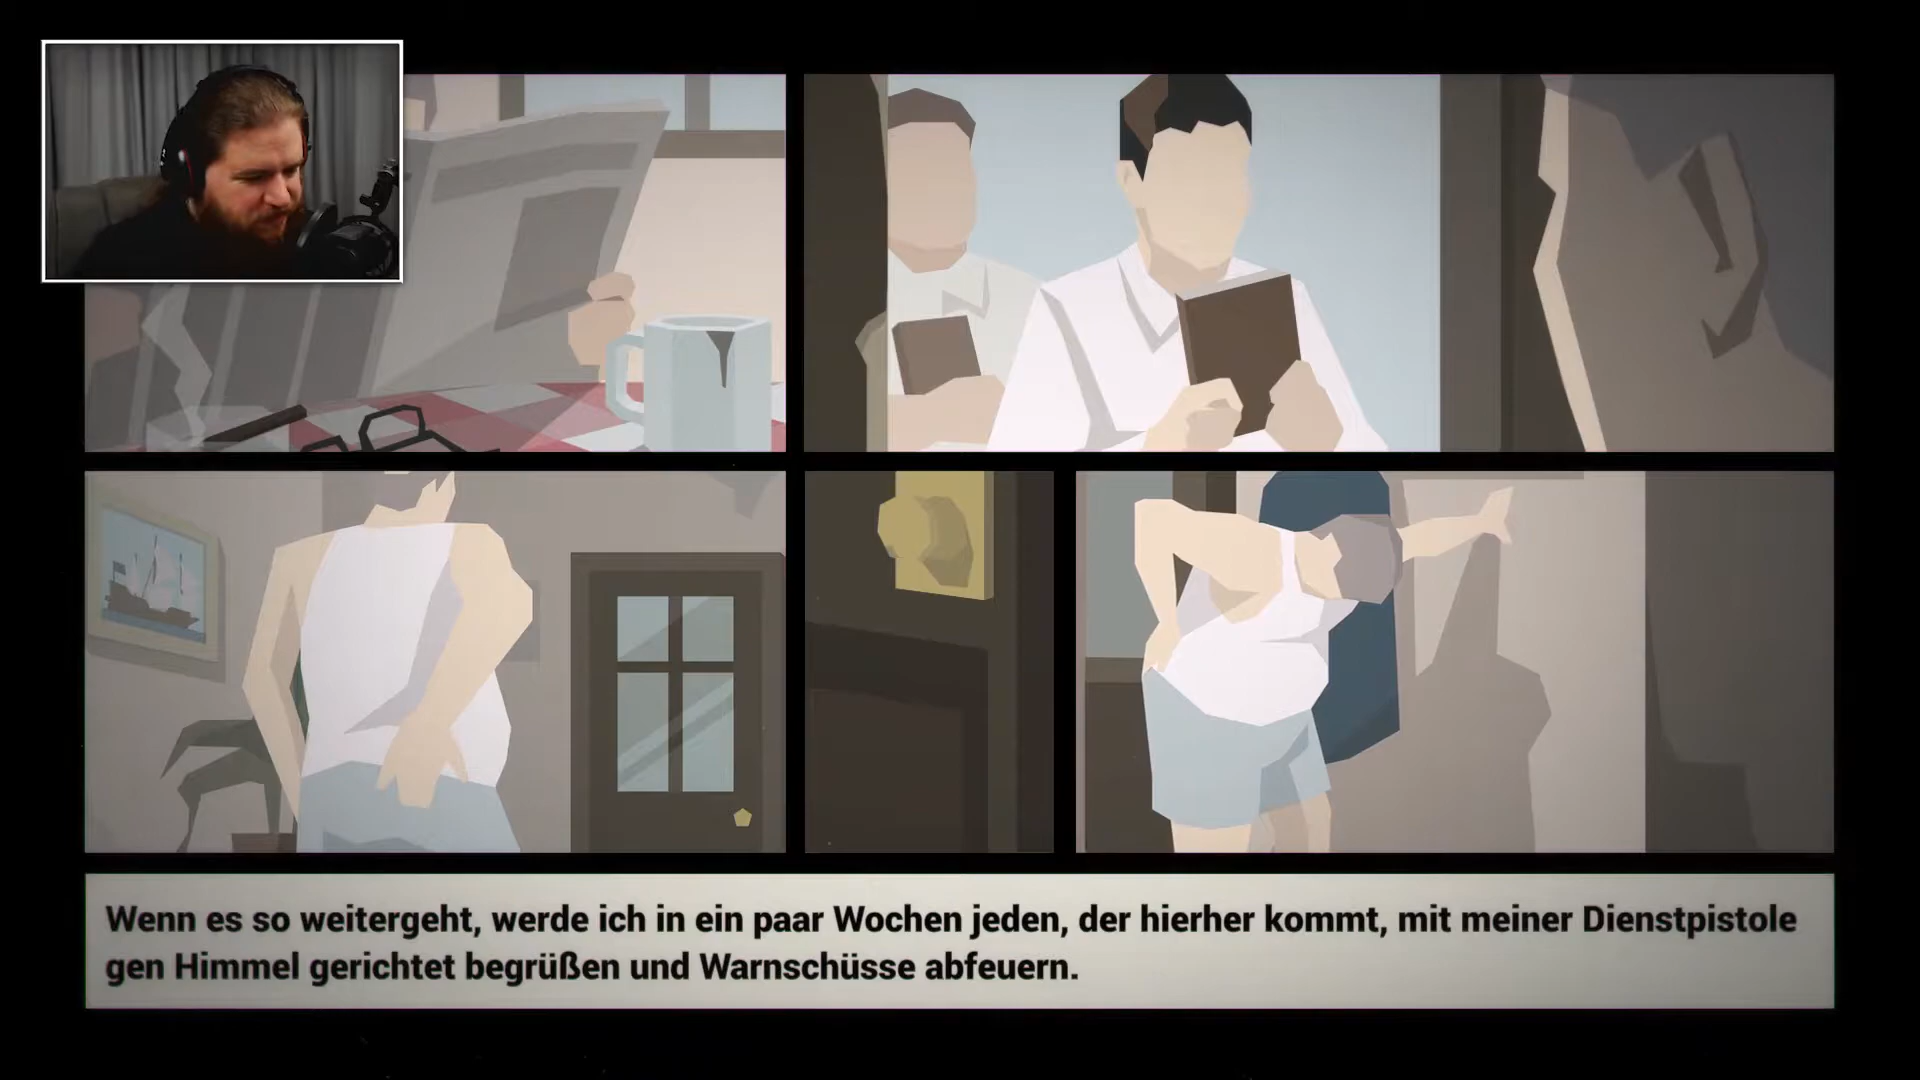 Wenn es so weitergeht, werde ich in ein paar Wochen jeden, der hierher kommt, mit meiner Dienstpistole
gen Himmel gerichtet begrüßen und Warnschüsse abfeuern.